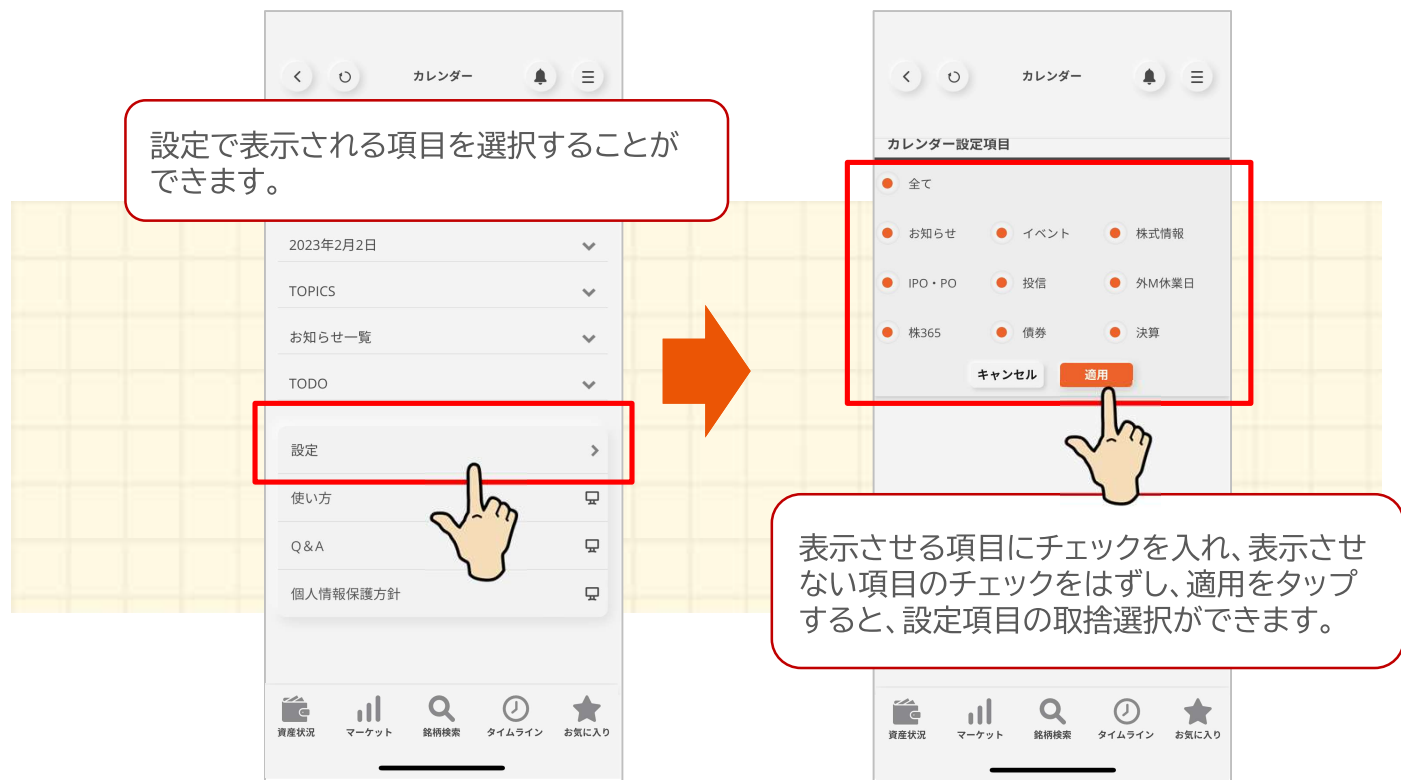 カレンダー
設定で表示される項目を選択することが
できます。
2023年2月2日
TOPICS
お知らせ一覧
TODO
設定
使い方
Q&A
個人情報保護方針
資産状況 マーケット 銘柄検索 タイムライン お気に入り
カレンダー
カレンダー設定項目
全て
お知らせ イベント 株式情報
IPO・PO 投信 外M休業日
株365 債券 決算
キャンセル 適用
表示させる項目にチェックを入れ、表示させ
ない項目のチェックをはずし、適用をタップ
すると、設定項目の取捨選択ができます。
資産状況 マーケット 銘柄検索 タイムライン お気に入り